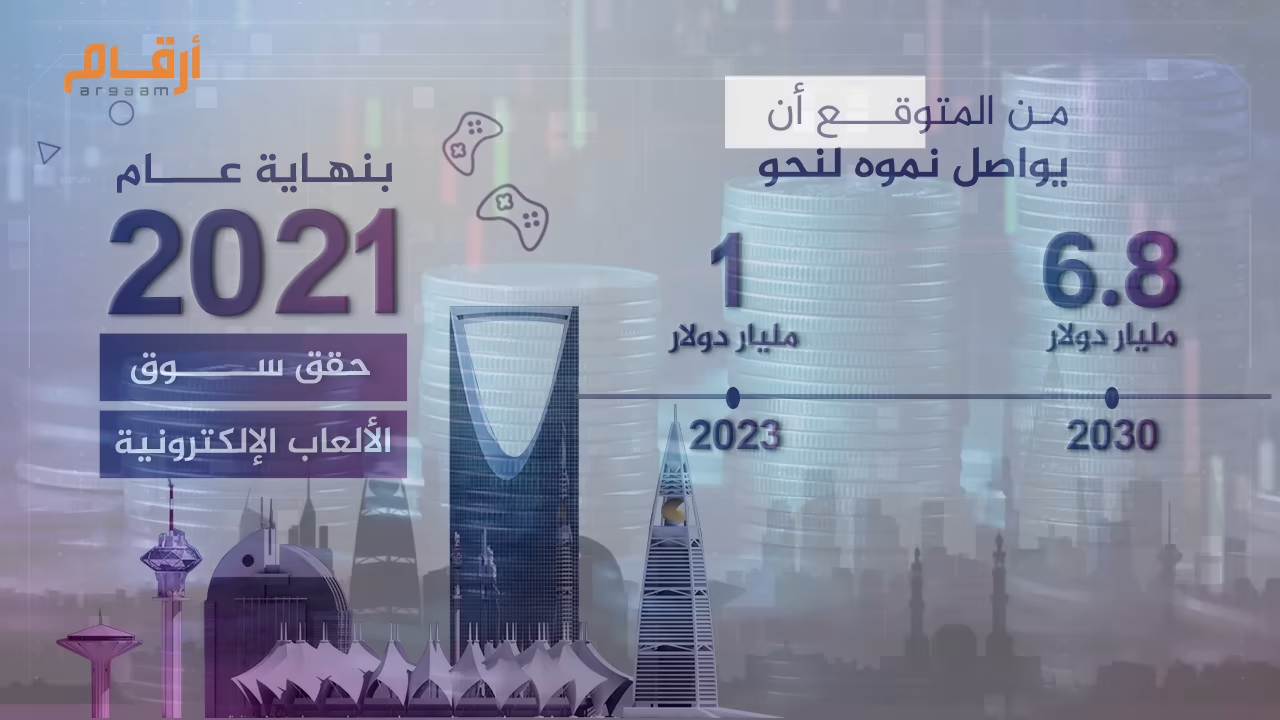 أرقام
argaam
من المتوقع أن
يواصل نموه لنحو
بنهاية عام
2021
حقق سوق
الألعاب الإلكترونية
6.8
مليار دولار
2030
1
مليار دولار
2023